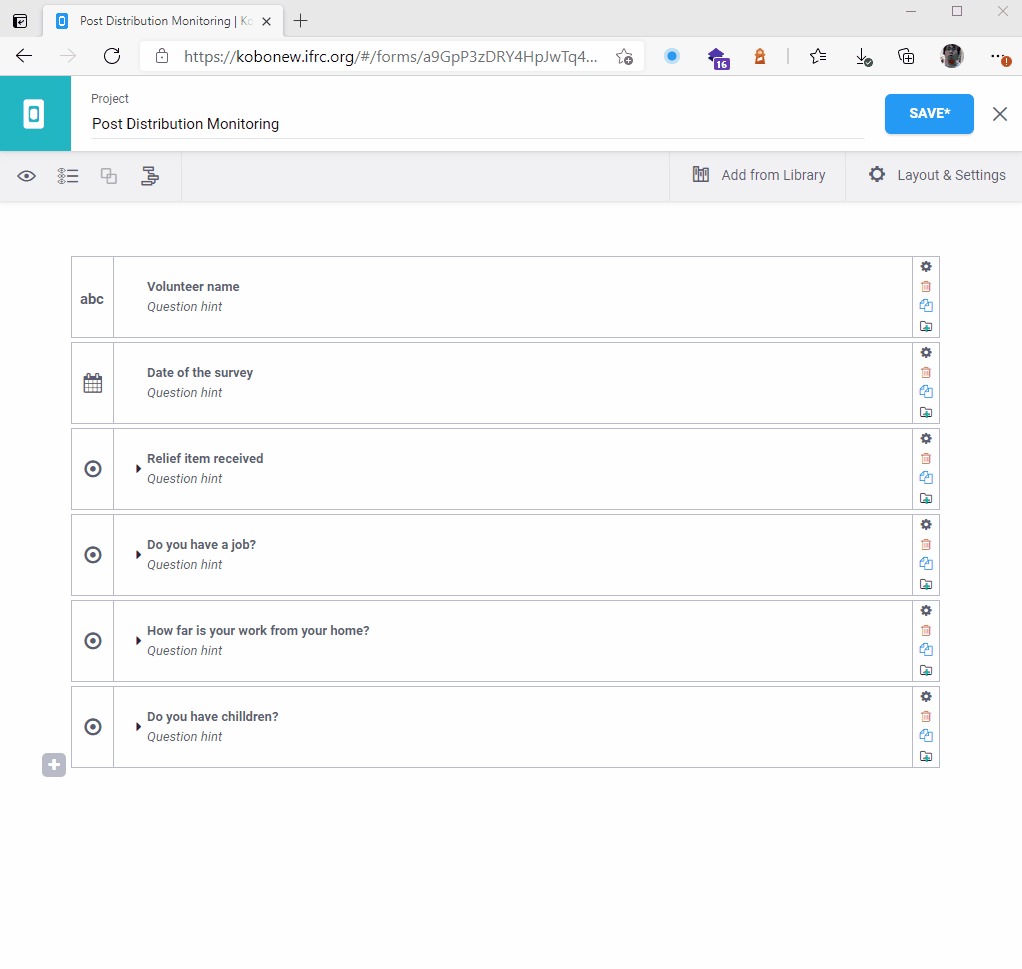 Post Distribution Monitoring | Ko
https://kobonew.ifrc.org/#/forms/a9GpP3zDRY4HpJwTq4...
16
Project
Post Distribution Monitoring
SAVE*
Add from Library
Layout & Settings
abc
Volunteer name
Question hint
Date of the survey
Question hint
Relief item received
Question hint
Do you have a job?
Question hint
How far is your work from your home?
Question hint
Do you have chilldren?
Question hint